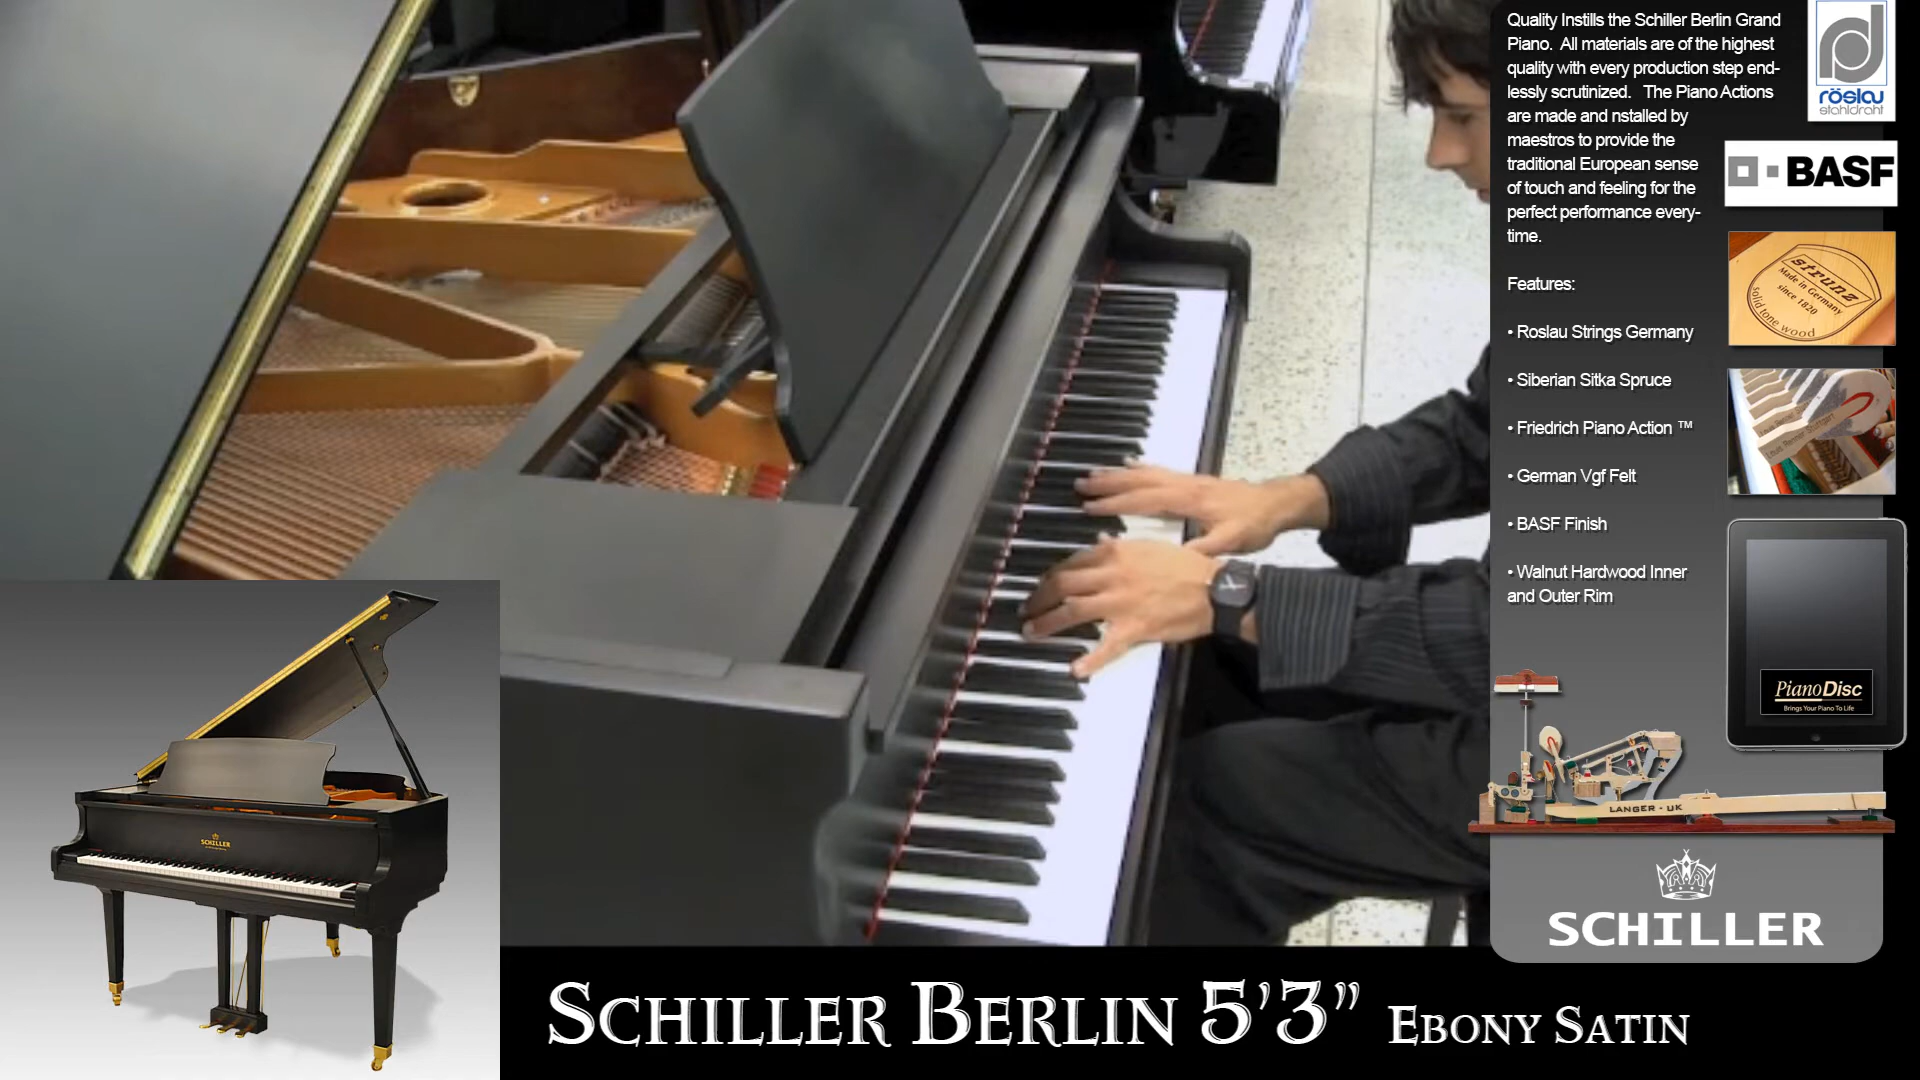 Quality Instills the Schiller Berlin Grand
Piano. All materials are of the highest
quality with every production step end-
lessly scrutinized. The Piano Actions
are made and nstalled by
maestros to provide the
traditional European sense
of touch and feeling for the
perfect performance every-
time.
Features:
• Roslau Strings Germany
• Siberian Sitka Spruce
• Friedrich Piano Action ™
• German Vgf Felt
• BASF Finish
• Walnut Hardwood Inner
and Outer Rim
röslau
stahldraht
BASF
strunz
Made in Germany
since 1820
solid tone wood
Louis Renner Stuttgart
PianoDisc
Brings Your Piano To Life
LANGER - UK
SCHILLER
SCHILLER
SCHILLER BERLIN 5'3" EBONY SATIN